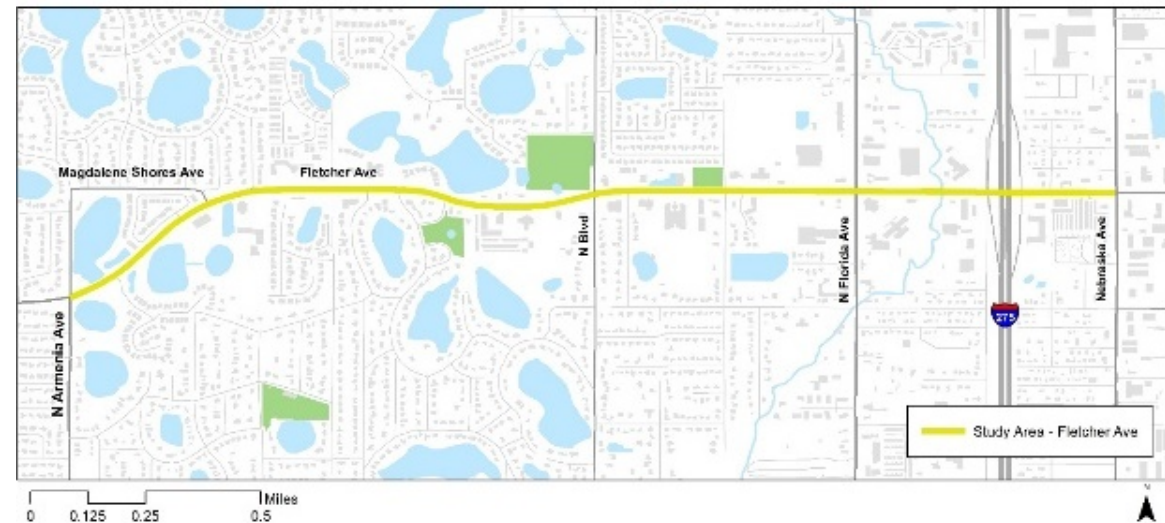 Magdalene Shores Ave
Fletcher Ave
N Blvd
N Florida Ave
Nebraska Ave
N Armenia Ave
275
Study Area - Fletcher Ave
Miles
0 0.125 0.25 0.5
N